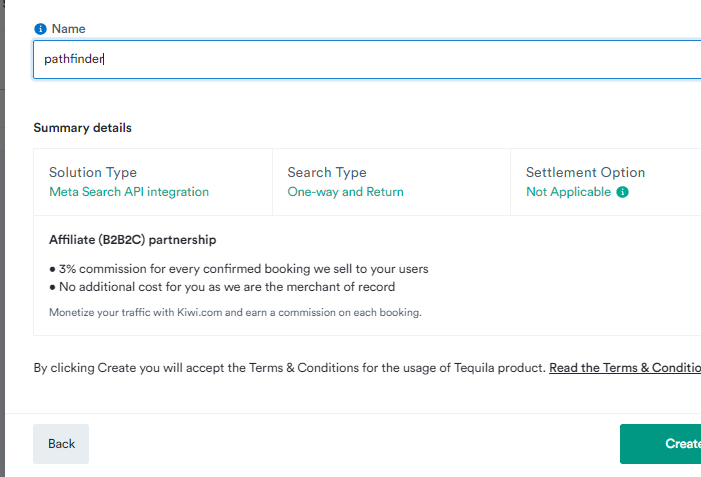 Name
pathfinder
Summary details
Solution Type
Meta Search API integration
Search Type
One-way and Return
Settlement Option
Not Applicable
Affiliate (B2B2C) partnership
• 3% commission for every confirmed booking we sell to your users
• No additional cost for you as we are the merchant of record
Monetize your traffic with Kiwi.com and earn a commission on each booking.
By clicking Create you will accept the Terms & Conditions for the usage of Tequila product. Read the Terms & Conditio
Back
Create